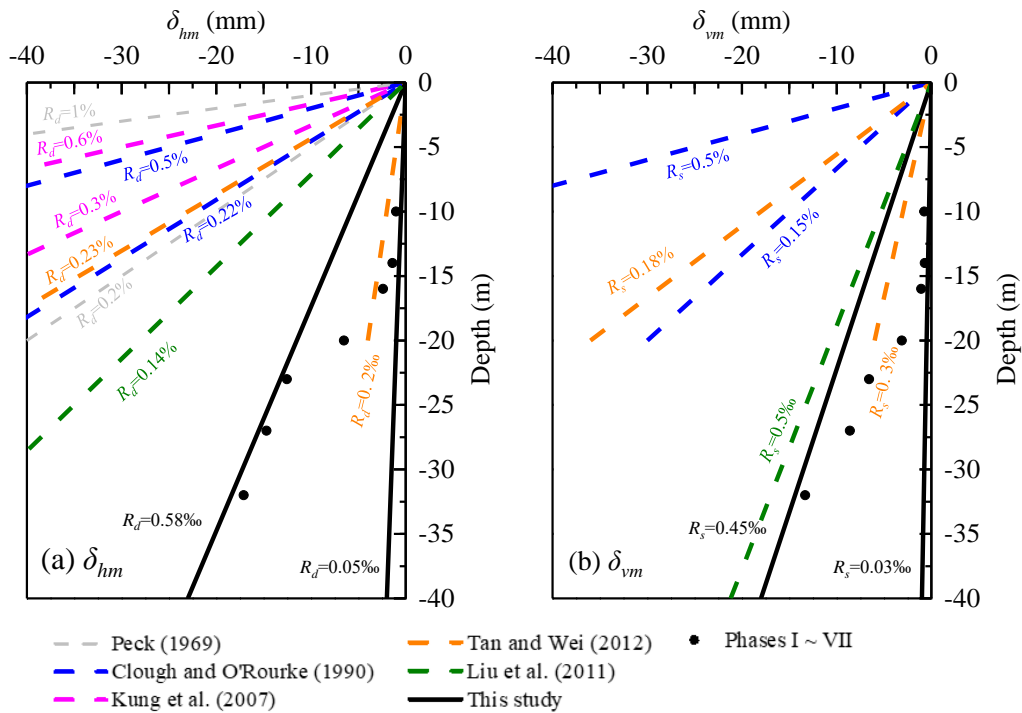 δhm (mm)
-40 -30 -20 -10 0
0
-5
-10
-15
-20
-25
-30
-35
-40
Depth (m)
Rd=1%
Rd=0.6%
Rd=0.5%
Rd=0.3%
Rd=0.22%
Rd=0.23%
Rd=0.2%
Rd=0.14%
Rd=0. 2‰
Rd=0.58‰
Rd=0.05‰
(a) δhm
δvm (mm)
-40 -30 -20 -10 0
0
-5
-10
-15
-20
-25
-30
-35
-40
Depth (m)
Rs=0.5%
Rs=0.18%
Rs=0.15%
Rs=0. 3‰
Rs=0.5‰
Rs=0.45‰
Rs=0.03‰
(b) δvm
Peck (1969)
Clough and O'Rourke (1990)
Kung et al. (2007)
Tan and Wei (2012)
Liu et al. (2011)
This study
Phases I ~ VII